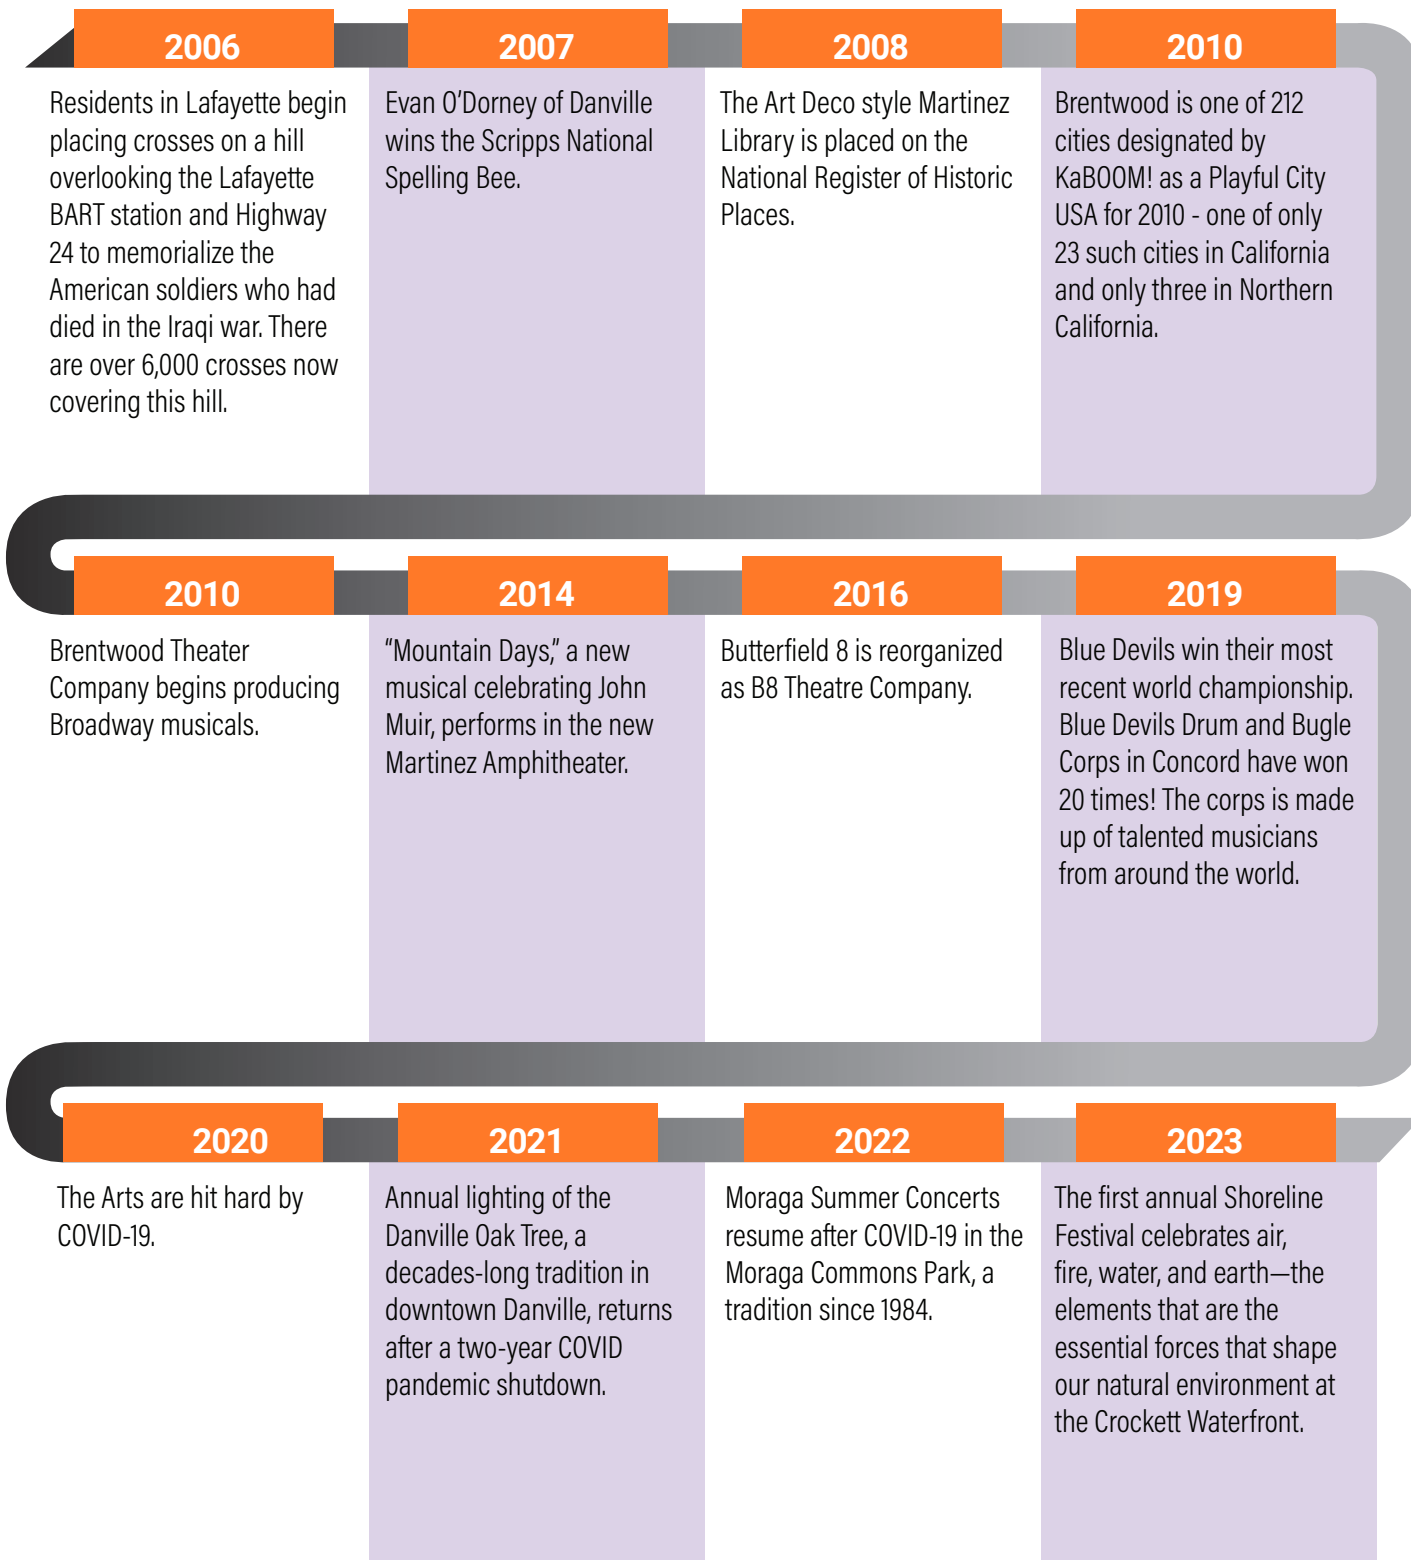 2006
Residents in Lafayette begin
placing crosses on a hill
overlooking the Lafayette
BART station and Highway
24 to memorialize the
American soldiers who had
died in the Iraqi war. There
are over 6,000 crosses now
covering this hill.
2007
Evan O'Dorney of Danville
wins the Scripps National
Spelling Bee.
2008
The Art Deco style Martinez
Library is placed on the
National Register of Historic
Places.
2010
Brentwood is one of 212
cities designated by
KaBOOM! as a Playful City
USA for 2010 - one of only
23 such cities in California
and only three in Northern
California.
2010
Brentwood Theater
Company begins producing
Broadway musicals.
2014
"Mountain Days," a new
musical celebrating John
Muir, performs in the new
Martinez Amphitheater.
2016
Butterfield 8 is reorganized
as B8 Theatre Company.
2019
Blue Devils win their most
recent world championship.
Blue Devils Drum and Bugle
Corps in Concord have won
20 times! The corps is made
up of talented musicians
from around the world.
2020
The Arts are hit hard by
COVID-19.
2021
Annual lighting of the
Danville Oak Tree, a
decades-long tradition in
downtown Danville, returns
after a two-year COVID
pandemic shutdown.
2022
Moraga Summer Concerts
resume after COVID-19 in the
Moraga Commons Park, a
tradition since 1984.
2023
The first annual Shoreline
Festival celebrates air,
fire, water, and earth—the
elements that are the
essential forces that shape
our natural environment at
the Crockett Waterfront.